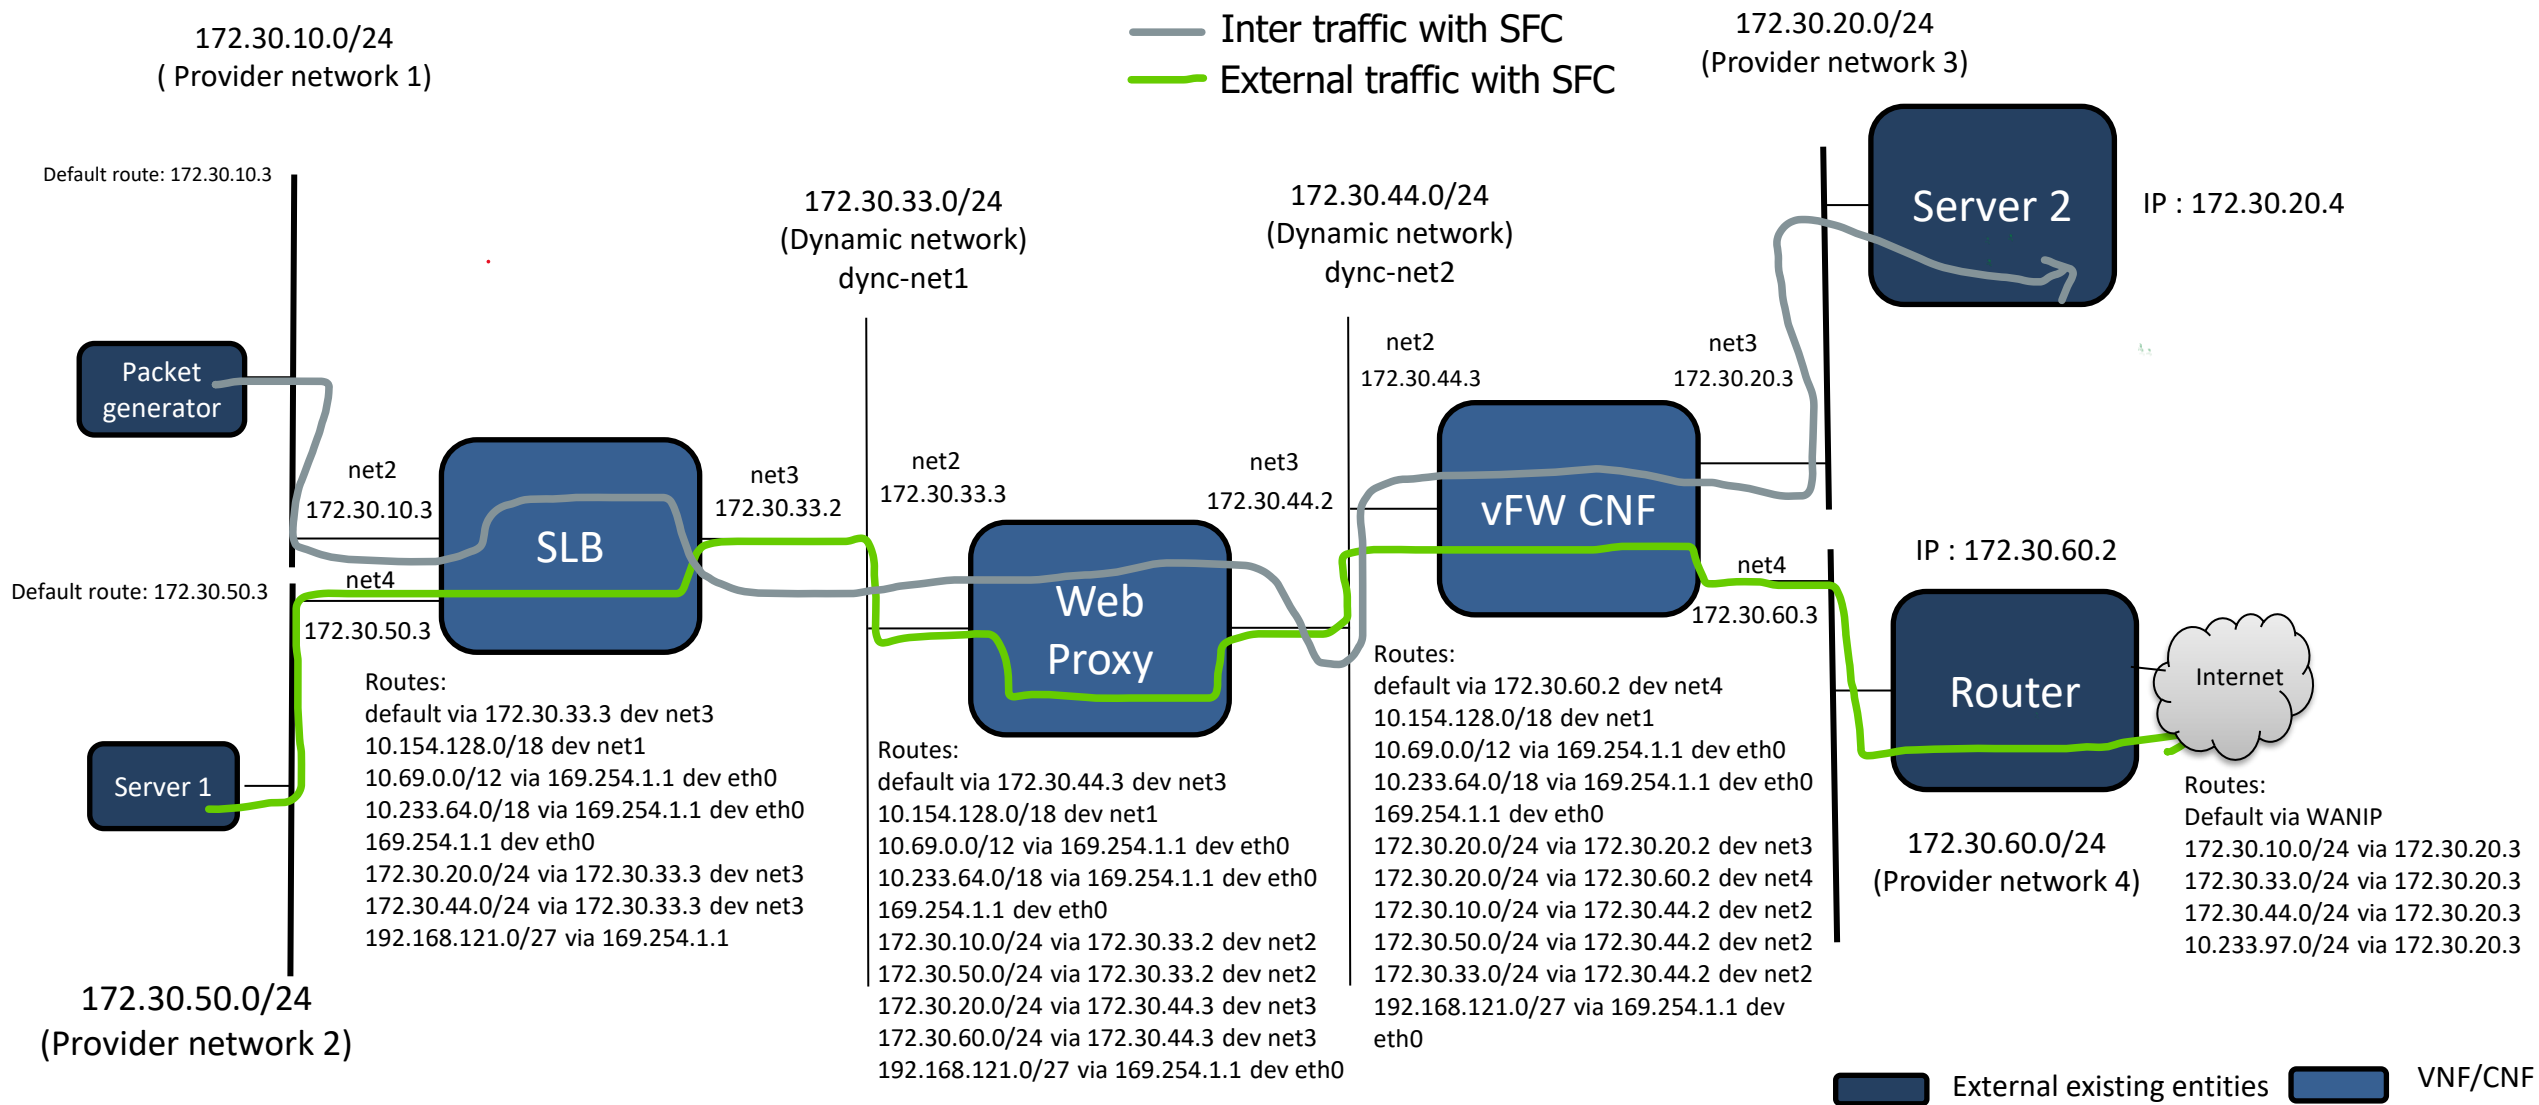 172.30.10.0/24
( Provider network 1)
Inter traffic with SFC
External traffic with SFC
172.30.20.0/24
(Provider network 3)
Default route: 172.30.10.3
172.30.33.0/24
(Dynamic network)
dync-net1
172.30.44.0/24
(Dynamic network)
dync-net2
Server 2
IP : 172.30.20.4
Packet
generator
net2
172.30.10.3
SLB
net3
172.30.33.2
net2
172.30.33.3
net3
172.30.44.2
net2
172.30.44.3
vFW CNF
net3
172.30.20.3
Default route: 172.30.50.3
net4
172.30.50.3
Web
Proxy
net4
172.30.60.3
IP : 172.30.60.2
Router
Internet
Server 1
Routes:
default via 172.30.33.3 dev net3
10.154.128.0/18 dev net1
10.69.0.0/12 via 169.254.1.1 dev eth0
10.233.64.0/18 via 169.254.1.1 dev eth0
169.254.1.1 dev eth0
172.30.20.0/24 via 172.30.33.3 dev net3
172.30.44.0/24 via 172.30.33.3 dev net3
192.168.121.0/27 via 169.254.1.1
Routes:
default via 172.30.44.3 dev net3
10.154.128.0/18 dev net1
10.69.0.0/12 via 169.254.1.1 dev eth0
10.233.64.0/18 via 169.254.1.1 dev eth0
169.254.1.1 dev eth0
172.30.10.0/24 via 172.30.33.2 dev net2
172.30.50.0/24 via 172.30.33.2 dev net2
172.30.20.0/24 via 172.30.44.3 dev net3
172.30.60.0/24 via 172.30.44.3 dev net3
192.168.121.0/27 via 169.254.1.1 dev eth0
Routes:
default via 172.30.60.2 dev net4
10.154.128.0/18 dev net1
10.69.0.0/12 via 169.254.1.1 dev eth0
10.233.64.0/18 via 169.254.1.1 dev eth0
169.254.1.1 dev eth0
172.30.20.0/24 via 172.30.20.2 dev net3
172.30.20.0/24 via 172.30.60.2 dev net4
172.30.10.0/24 via 172.30.44.2 dev net2
172.30.50.0/24 via 172.30.44.2 dev net2
172.30.33.0/24 via 172.30.44.2 dev net2
192.168.121.0/27 via 169.254.1.1 dev
eth0
172.30.60.0/24
(Provider network 4)
Routes:
Default via WANIP
172.30.10.0/24 via 172.30.20.3
172.30.33.0/24 via 172.30.20.3
172.30.44.0/24 via 172.30.20.3
10.233.97.0/24 via 172.30.20.3
172.30.50.0/24
(Provider network 2)
External existing entities
VNF/CNF